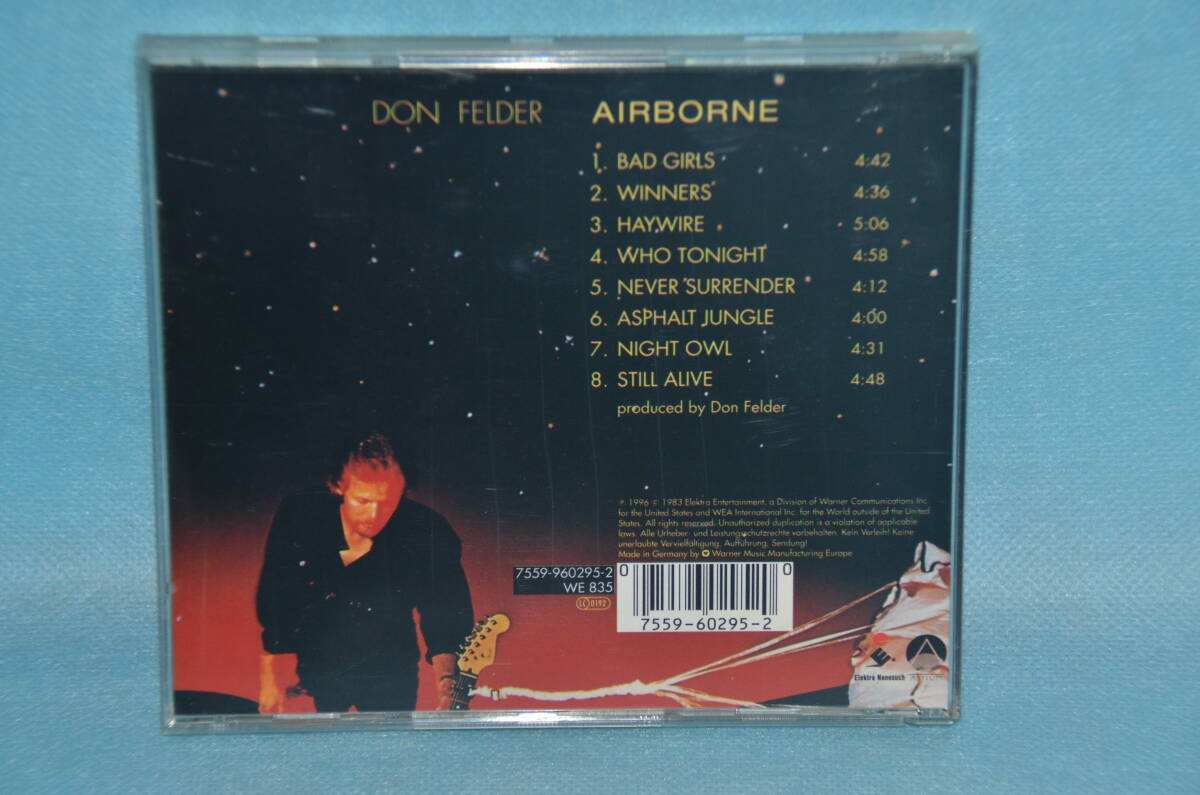 DON FELDER AIRBORNE
1. BAD GIRLS 4:42
2. WINNERS 4:36
3. HAYWIRE 5:06
4. WHO TONIGHT 4:58
5. NEVER SURRENDER 4:12
6. ASPHALT JUNGLE 4:00
7. NIGHT OWL 4:31
8. STILL ALIVE 4:48
produced by Don Felder
℗ 1996 © 1983 Elektra Entertainment, a Division of Warner Communications Inc.
for the United States and WEA International Inc. for the World outside of the United
States. All rights reserved. Unauthorized duplication is a violation of applicable
laws. Alle Urheber- und Leistungsschutzrechte vorbehalten. Kein Verleih! Keine
unerlaubte Vervielfältigung, Aufführung, Sendung!
Made in Germany by Warner Music Manufacturing Europe
7559-960295-2
WE 835
LC 0192
0 0
7559-60295-2
Elektra Nonesuch ASYLUM